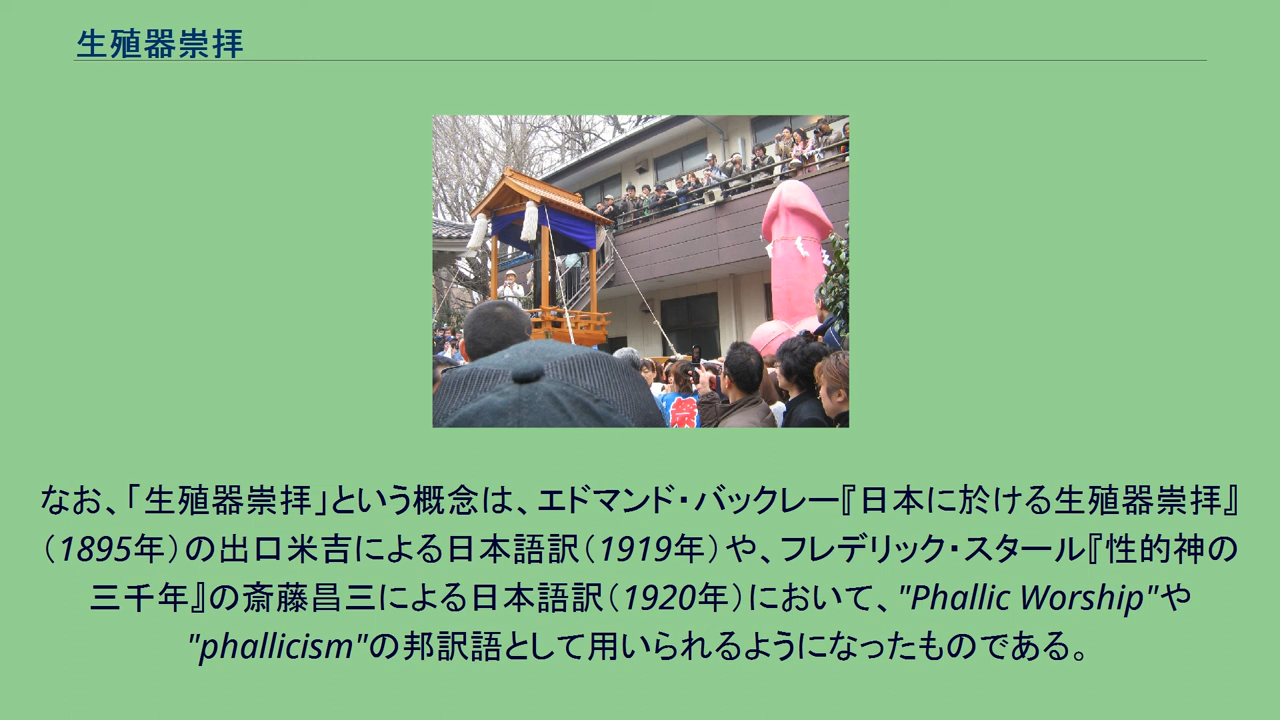 生殖器崇拝
祭
なお、「生殖器崇拝」という概念は、エドマンド・バックレー『日本に於ける生殖器崇拝』
（1895年）の出口米吉による日本語訳（1919年）や、フレデリック・スタール『性的神の
三千年』の斎藤昌三による日本語訳（1920年）において、"Phallic Worship"や
"phallicism"の邦訳語として用いられるようになったものである。